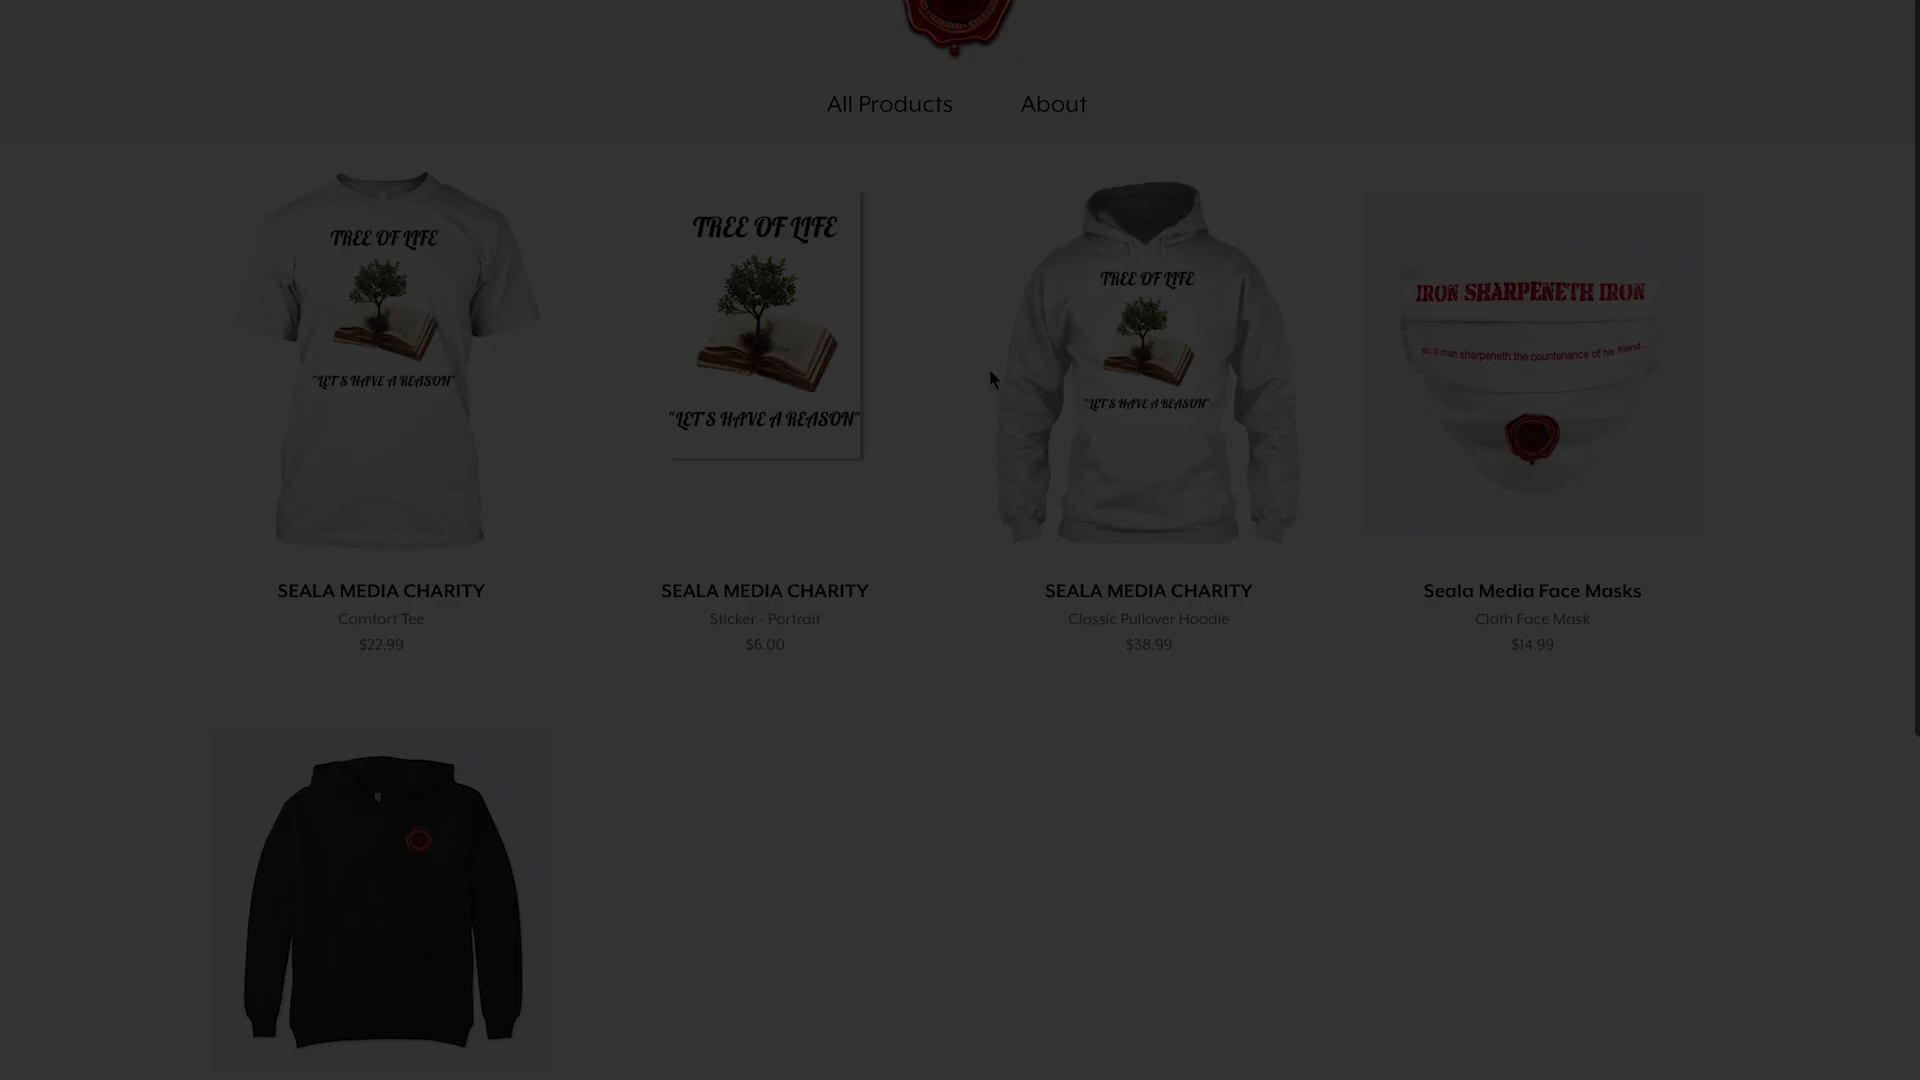 All Products
About
TREE OF LIFE
"LET'S HAVE A REASON"
TREE OF LIFE
"LET'S HAVE A REASON"
TREE OF LIFE
"LET'S HAVE A REASON"
IRON SHARPENETH IRON
so a man sharpeneth the countenance of his friend..
SEALA MEDIA CHARITY
Comfort Tee
$22.99
SEALA MEDIA CHARITY
Sticker - Portrait
$6.00
SEALA MEDIA CHARITY
Classic Pullover Hoodie
$38.99
Seala Media Face Masks
Cloth Face Mask
$14.99